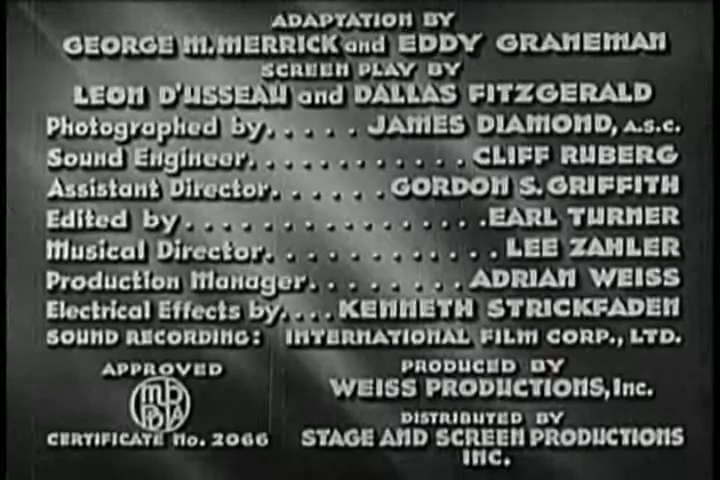 ADAPTATION BY
GEORGE M. MERRICK and EDDY GRANEMAN
SCREEN PLAY BY
LEON D'USSEAU and DALLAS FITZGERALD
Photographed by. . . . . JAMES DIAMOND, A.S.C.
Sound Engineer. . . . . . . . . . . . CLIFF RUBERG
Assistant Director. . . . . . . GORDON S. GRIFFITH
Edited by . . . . . . . . . . . . . . . . EARL TURNER
Musical Director. . . . . . . . . . . . LEE ZAHLER
Production Manager. . . . . . . . ADRIAN WEISS
Electrical Effects by.... KENNETH STRICKFADEN
SOUND RECORDING: INTERNATIONAL FILM CORP., LTD.
APPROVED
MPPDA
CERTIFICATE No. 2066
PRODUCED BY
WEISS PRODUCTIONS, Inc.
DISTRIBUTED BY
STAGE AND SCREEN PRODUCTIONS
INC.